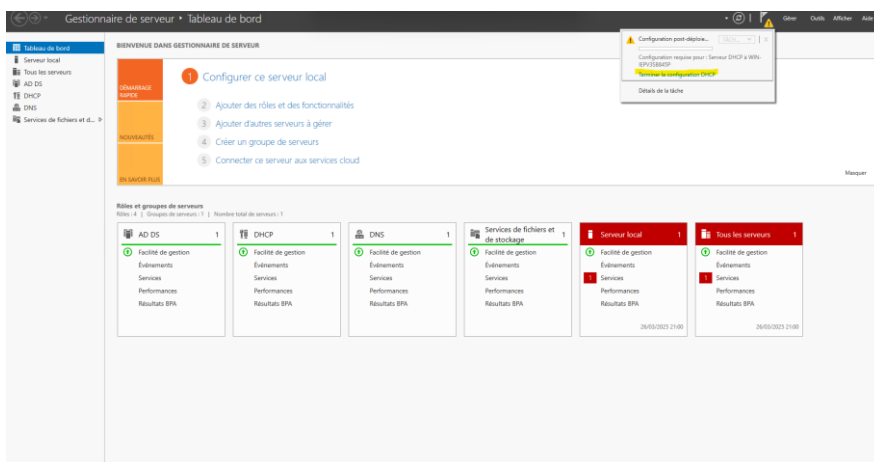 Gestionnaire de serveur • Tableau de bord
Gérer Outils Afficher Aide
Tableau de bord
Serveur local
Tous les serveurs
AD DS
DHCP
DNS
Services de fichiers et d...
BIENVENUE DANS GESTIONNAIRE DE SERVEUR
DÉMARRAGE
RAPIDE
NOUVEAUTÉS
EN SAVOIR PLUS
1 Configurer ce serveur local
2 Ajouter des rôles et des fonctionnalités
3 Ajouter d'autres serveurs à gérer
4 Créer un groupe de serveurs
5 Connecter ce serveur aux services cloud
Configuration post-déploie...
Configuration requise pour : Serveur DHCP à WIN-
Terminer la configuration DHCP
Détails de la tâche
Masquer
Rôles et groupes de serveurs
Rôles : 4 | Groupes de serveurs : 1 | Nombre total de serveurs : 1
AD DS 1
Facilité de gestion
Événements
Services
Performances
Résultats BPA
DHCP 1
Facilité de gestion
Événements
Services
Performances
Résultats BPA
DNS 1
Facilité de gestion
Événements
Services
Performances
Résultats BPA
Services de fichiers et
de stockage 1
Facilité de gestion
Événements
Services
Performances
Résultats BPA
Serveur local 1
Facilité de gestion
Événements
1 Services
Performances
Résultats BPA
26/03/2025 21:00
Tous les serveurs 1
Facilité de gestion
Événements
1 Services
Performances
Résultats BPA
26/03/2025 21:00